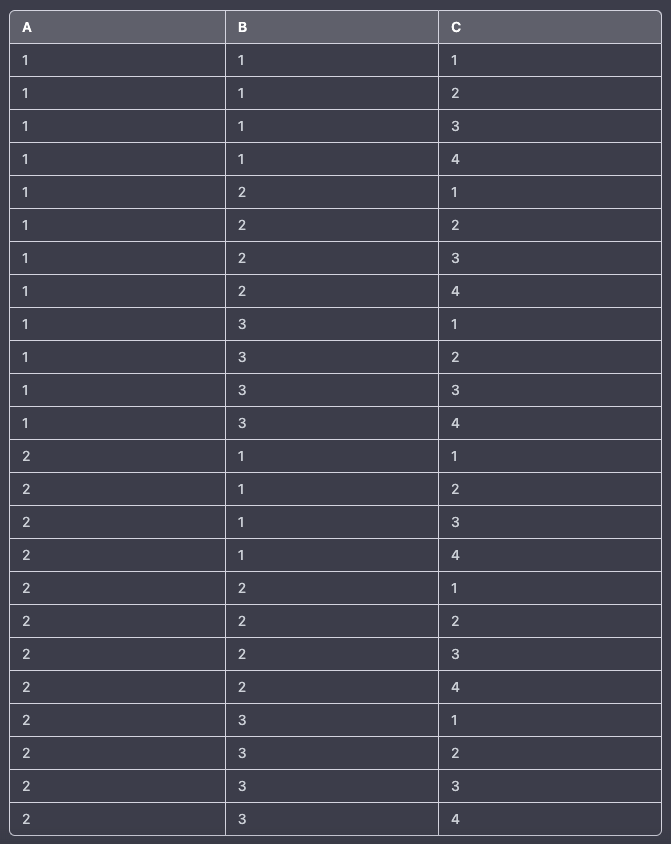 A B C
1 1 1
1 1 2
1 1 3
1 1 4
1 2 1
1 2 2
1 2 3
1 2 4
1 3 1
1 3 2
1 3 3
1 3 4
2 1 1
2 1 2
2 1 3
2 1 4
2 2 1
2 2 2
2 2 3
2 2 4
2 3 1
2 3 2
2 3 3
2 3 4